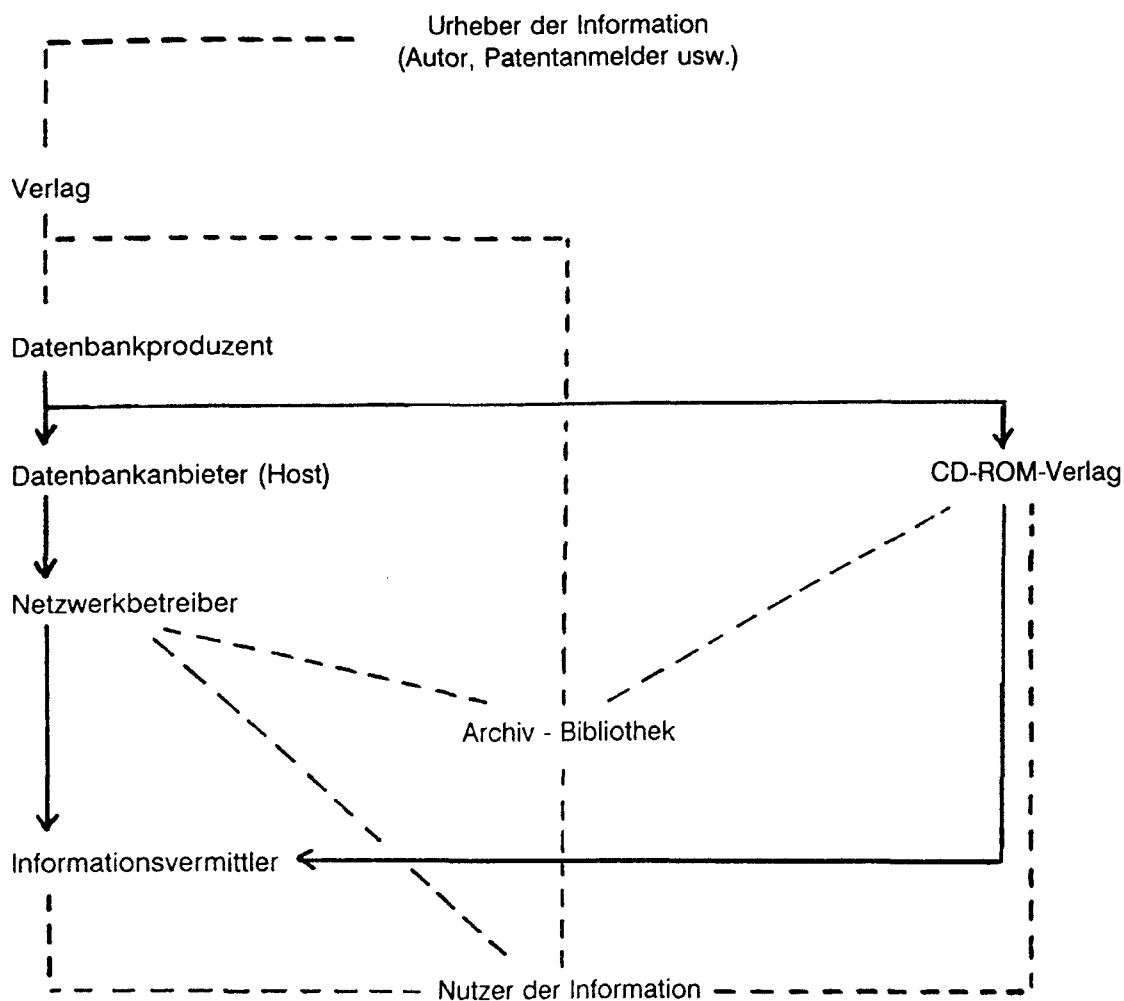 Urheber der Information
(Autor, Patentanmelder usw.)
Verlag
Datenbankproduzent
Datenbankanbieter (Host)
CD-ROM-Verlag
Netzwerkbetreiber
Archiv - Bibliothek
Informationsvermittler
Nutzer der Information